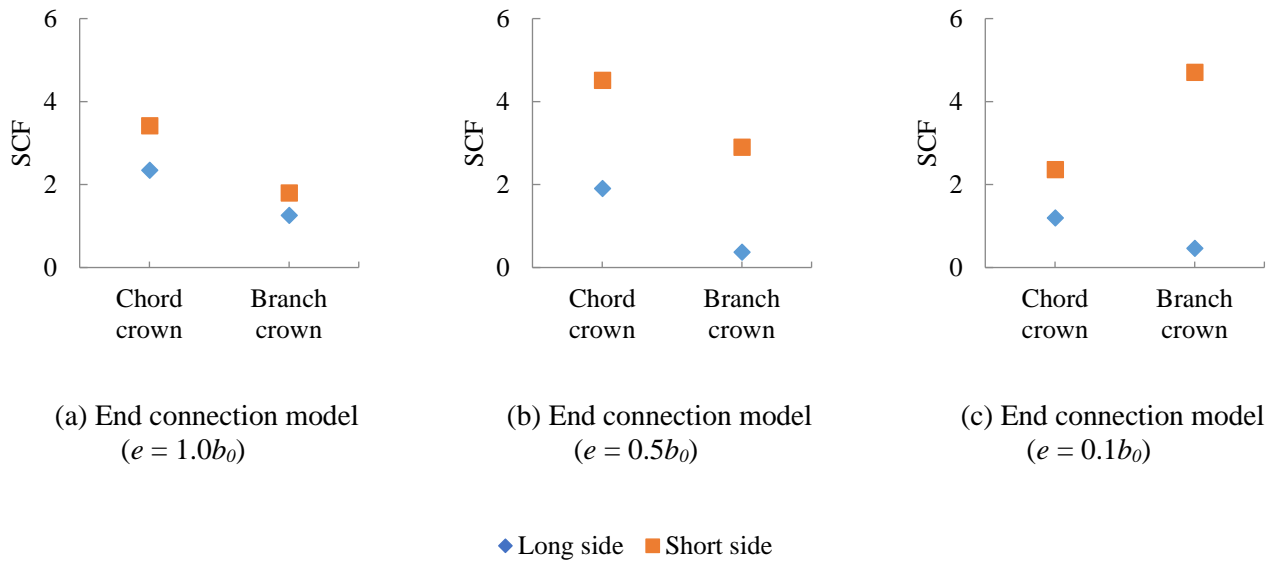 6
4
2
0
SCF
Chord
crown
Branch
crown
(a) End connection model
(e = 1.0b₀)
6
4
2
0
SCF
Chord
crown
Branch
crown
(b) End connection model
(e = 0.5b₀)
6
4
2
0
SCF
Chord
crown
Branch
crown
(c) End connection model
(e = 0.1b₀)
Long side
Short side